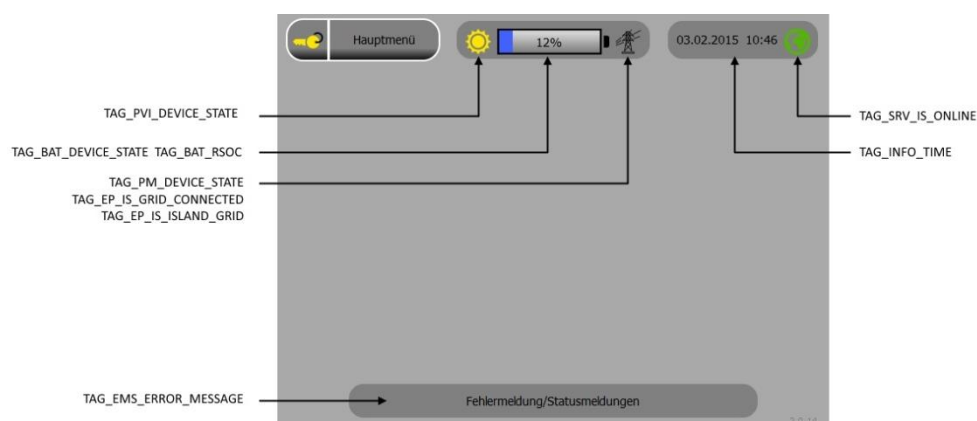 Hauptmenü
12%
03.02.2015 10:46
TAG_PVI_DEVICE_STATE
TAG_SRV_IS_ONLINE
TAG_BAT_DEVICE_STATE TAG_BAT_RSOC
TAG_INFO_TIME
TAG_PM_DEVICE_STATE
TAG_EP_IS_GRID_CONNECTED
TAG_EP_IS_ISLAND_GRID
TAG_EMS_ERROR_MESSAGE
Fehlermeldung/Statusmeldungen